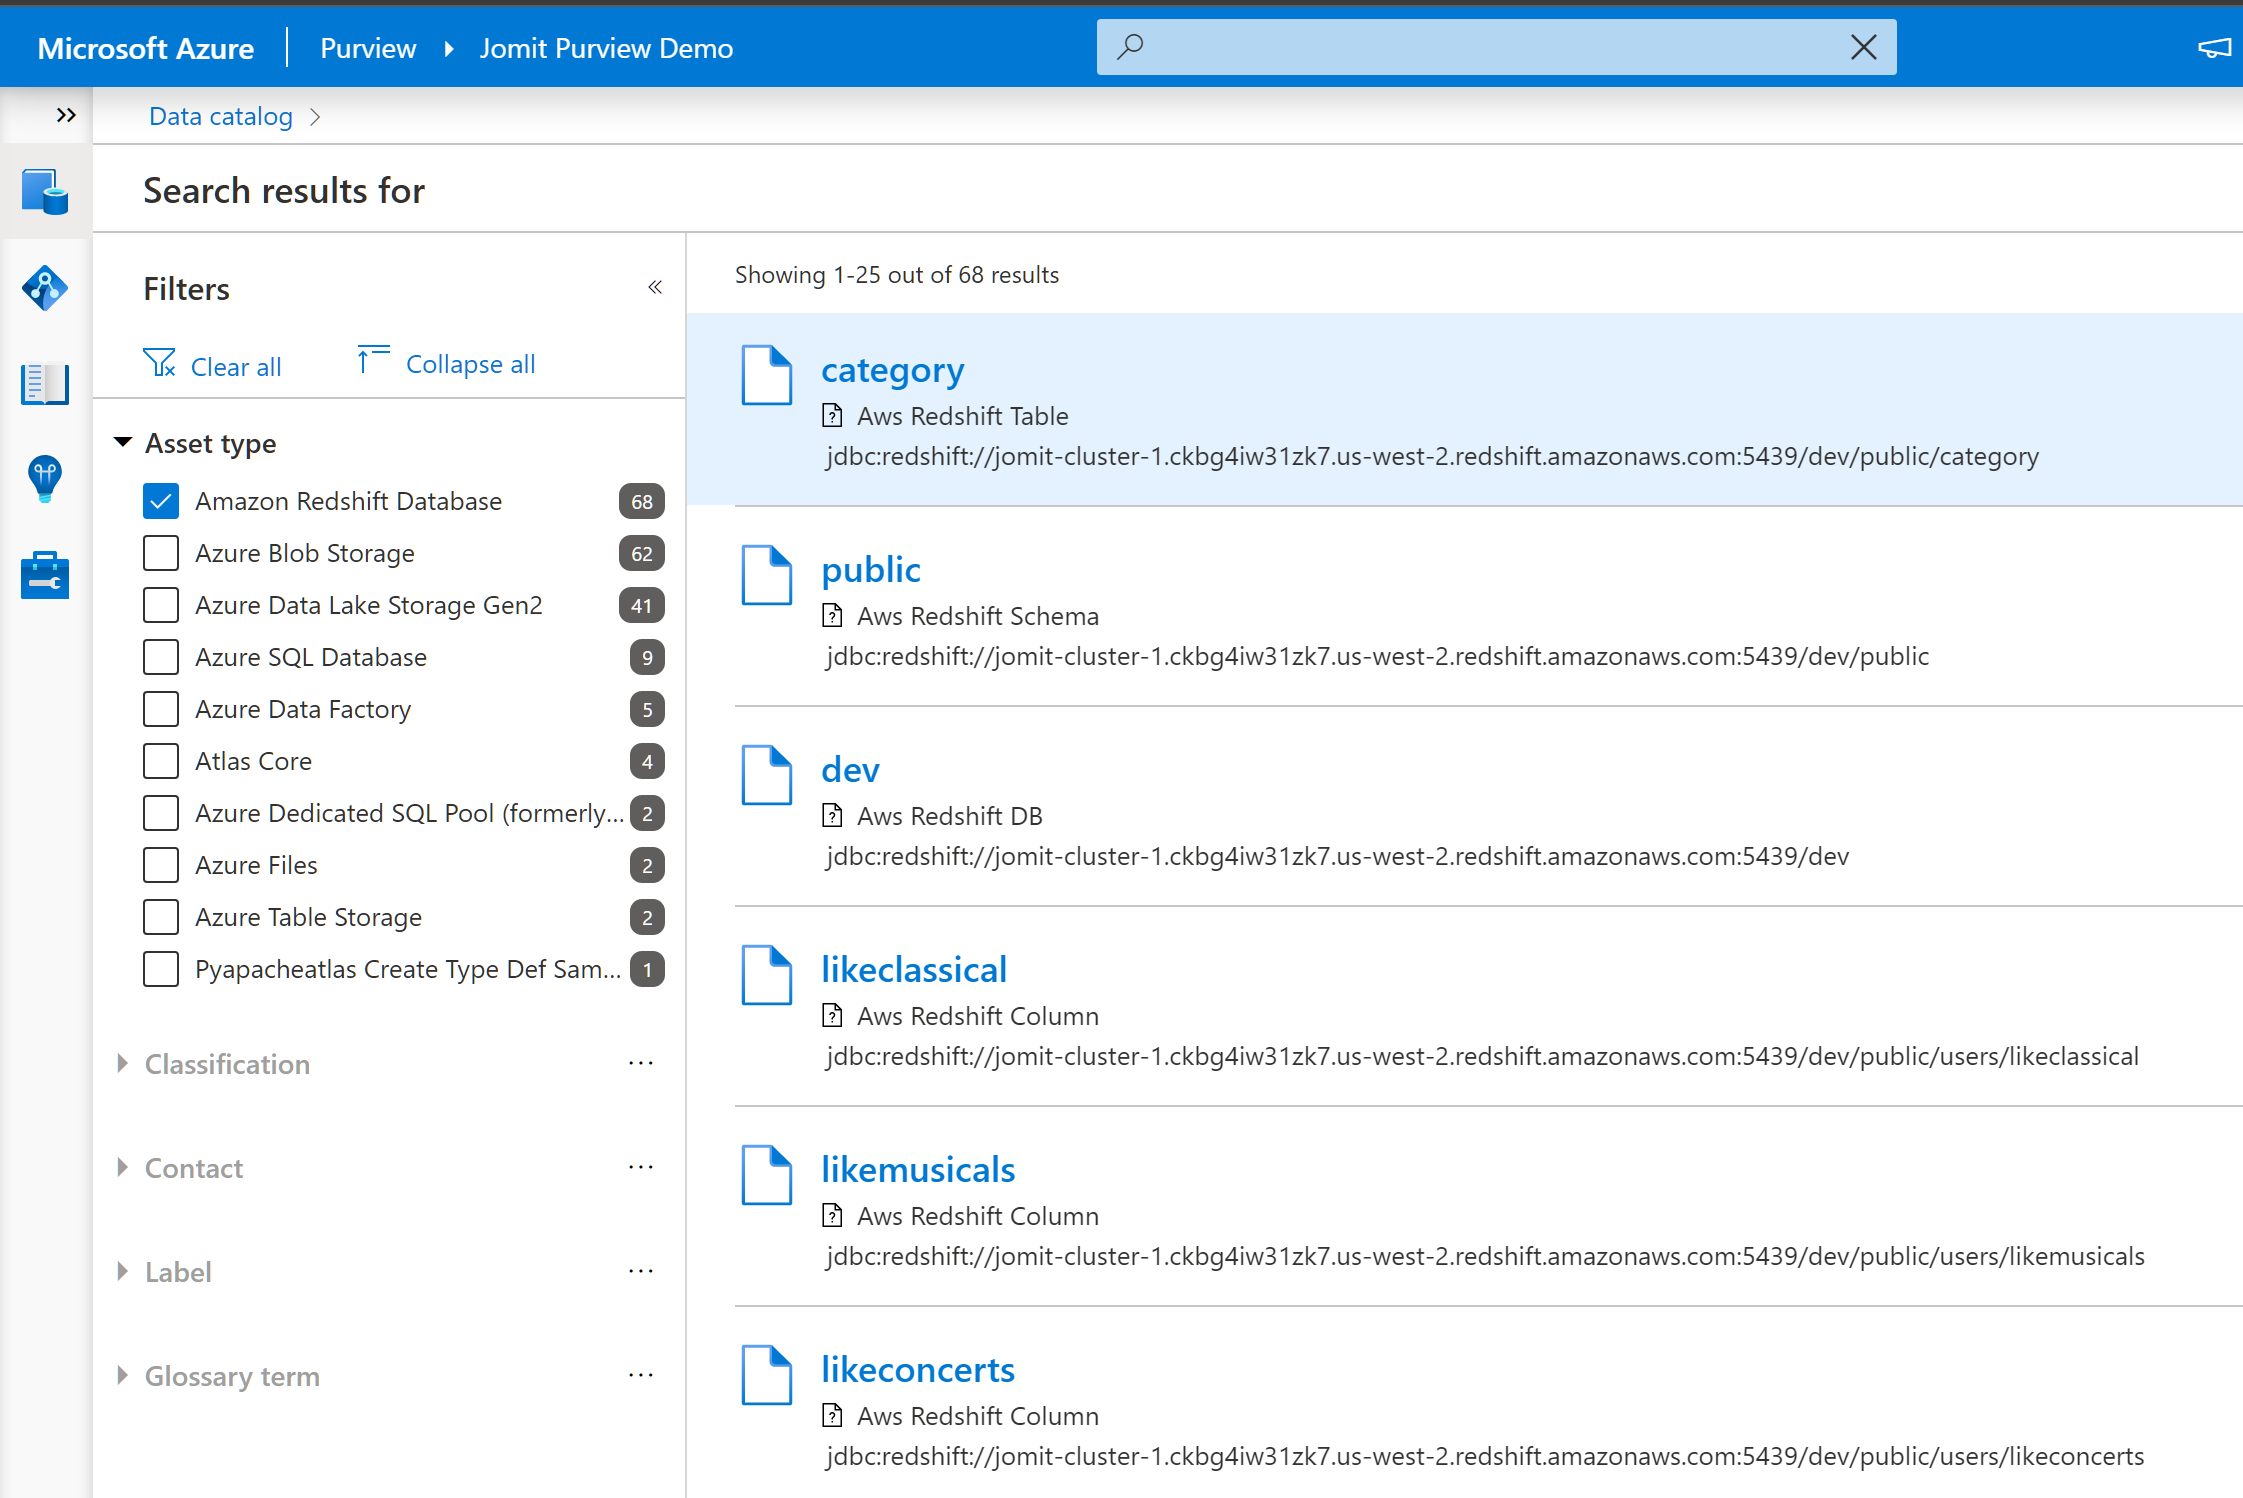 Microsoft Azure
Purview
Jomit Purview Demo
Data catalog
Search results for
Filters
Clear all
Collapse all
Asset type
Amazon Redshift Database 68
Azure Blob Storage 62
Azure Data Lake Storage Gen2 41
Azure SQL Database 9
Azure Data Factory 5
Atlas Core 4
Azure Dedicated SQL Pool (formerly... 2
Azure Files 2
Azure Table Storage 2
Pyapacheatlas Create Type Def Sam... 1
Classification ...
Contact ...
Label ...
Glossary term ...
Showing 1-25 out of 68 results
category
Aws Redshift Table
jdbc:redshift://jomit-cluster-1.ckbg4iw31zk7.us-west-2.redshift.amazonaws.com:5439/dev/public/category
public
Aws Redshift Schema
jdbc:redshift://jomit-cluster-1.ckbg4iw31zk7.us-west-2.redshift.amazonaws.com:5439/dev/public
dev
Aws Redshift DB
jdbc:redshift://jomit-cluster-1.ckbg4iw31zk7.us-west-2.redshift.amazonaws.com:5439/dev
likeclassical
Aws Redshift Column
jdbc:redshift://jomit-cluster-1.ckbg4iw31zk7.us-west-2.redshift.amazonaws.com:5439/dev/public/users/likeclassical
likemusicals
Aws Redshift Column
jdbc:redshift://jomit-cluster-1.ckbg4iw31zk7.us-west-2.redshift.amazonaws.com:5439/dev/public/users/likemusicals
likeconcerts
Aws Redshift Column
jdbc:redshift://jomit-cluster-1.ckbg4iw31zk7.us-west-2.redshift.amazonaws.com:5439/dev/public/users/likeconcerts